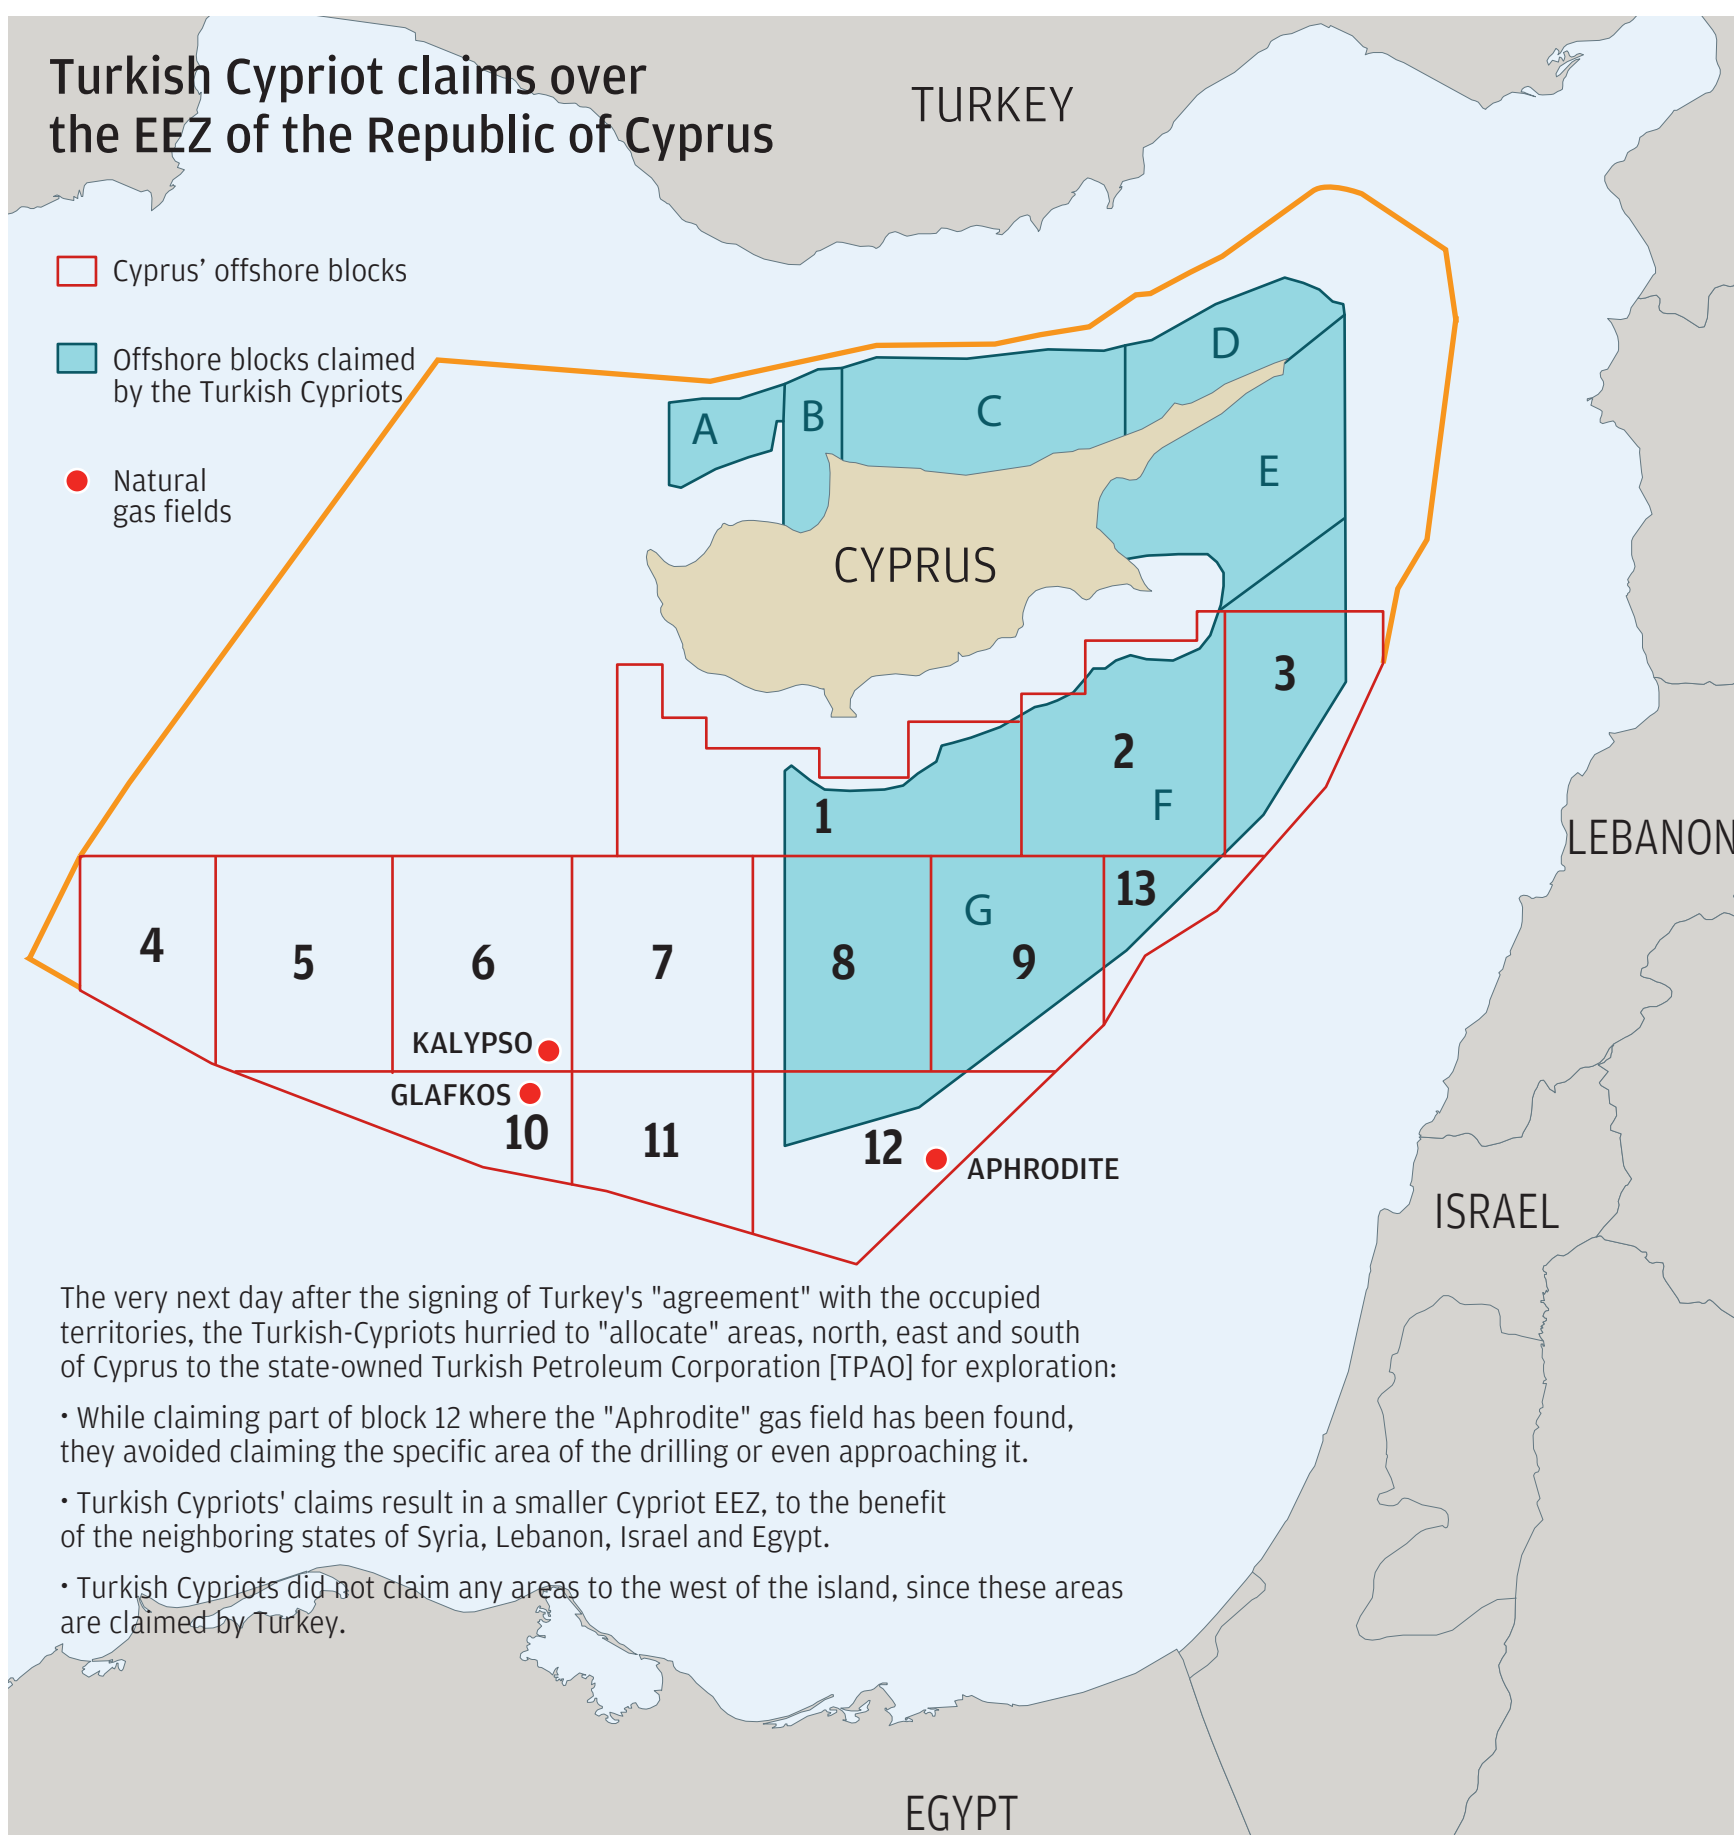 Turkish Cypriot claims over
the EEZ of the Republic of Cyprus
TURKEY
Cyprus' offshore blocks
Offshore blocks claimed
by the Turkish Cypriots
Natural
gas fields
A
B
C
D
E
CYPRUS
3
2
F
1
LEBANON
13
G
4
5
6
7
8
9
KALYPSO
GLAFKOS
10
11
12
APHRODITE
ISRAEL
The very next day after the signing of Turkey's "agreement" with the occupied
territories, the Turkish-Cypriots hurried to "allocate" areas, north, east and south
of Cyprus to the state-owned Turkish Petroleum Corporation [TPAO] for exploration:
• While claiming part of block 12 where the "Aphrodite" gas field has been found,
they avoided claiming the specific area of the drilling or even approaching it.
• Turkish Cypriots' claims result in a smaller Cypriot EEZ, to the benefit
of the neighboring states of Syria, Lebanon, Israel and Egypt.
• Turkish Cypriots did not claim any areas to the west of the island, since these areas
are claimed by Turkey.
EGYPT